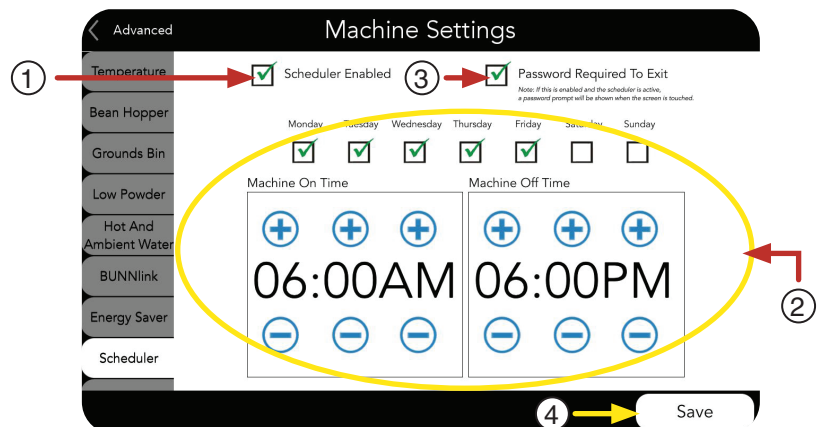 Advanced
Machine Settings
Temperature
Bean Hopper
Grounds Bin
Low Powder
Hot And
Ambient Water
BUNNlink
Energy Saver
Scheduler
1
Scheduler Enabled
3
Password Required To Exit
Note: If this is enabled and the scheduler is active,
a password prompt will be shown when the screen is touched.
Monday Tuesday Wednesday Thursday Friday Saturday Sunday
Machine On Time
Machine Off Time
06:00AM
06:00PM
2
4
Save